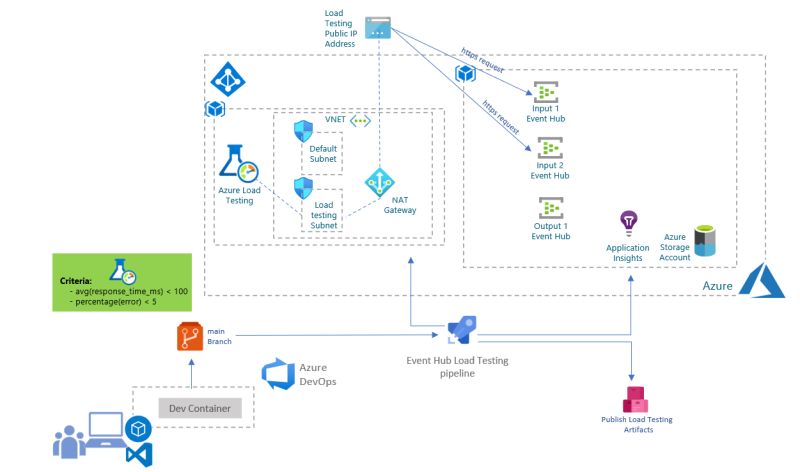 Load
Testing
Public IP
Address
https request
https request
VNET
Default
Subnet
Azure Load
Testing
Load
testing
Subnet
NAT
Gateway
Input 1
Event Hub
Input 2
Event Hub
Output 1
Event Hub
Application
Insights
Azure
Storage
Account
Azure
Criteria:
- avg(response_time_ms) < 100
- percentage(error) < 5
main
Branch
Event Hub Load Testing
pipeline
Azure
DevOps
Dev Container
Publish Load Testing
Artifacts